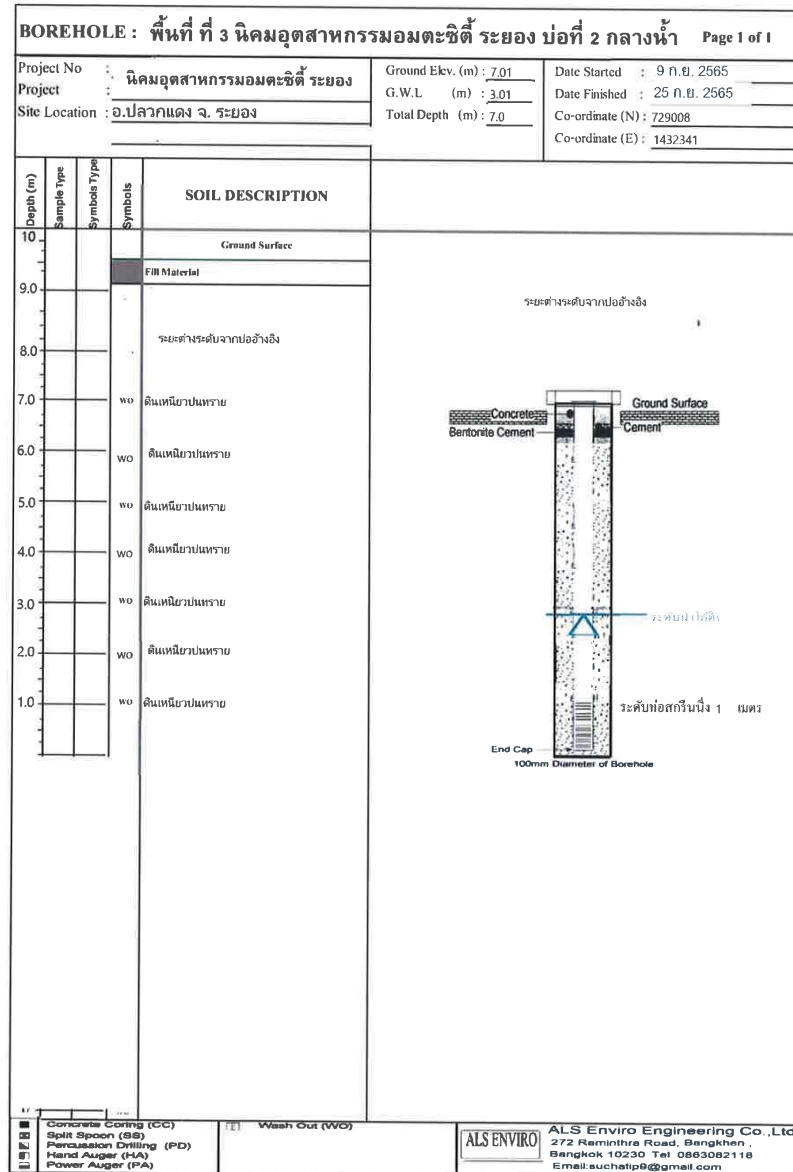 BOREHOLE : พื้นที่ ที่ 3 นิคมอุตสาหกรรมอมตะซิตี้ ระยอง บ่อที่ 2 กลางน้ำ Page 1 of 1
Project No :
Project : นิคมอุตสาหกรรมอมตะซิตี้ ระยอง
Site Location : อ.ปลวกแดง จ. ระยอง
Ground Elev. (m) : 7.01
G.W.L (m) : 3.01
Total Depth (m) : 7.0
Date Started : 9 ก.ย. 2565
Date Finished : 25 ก.ย. 2565
Co-ordinate (N) : 729008
Co-ordinate (E) : 1432341
Depth (m)
Sample Type
Symbols Type
Symbols
SOIL DESCRIPTION
10
Ground Surface
Fill Material
9.0
ระยะต่างระดับจากบ่ออ้างอิง
8.0
7.0 WO ดินเหนียวปนทราย
6.0 WO ดินเหนียวปนทราย
5.0 WO ดินเหนียวปนทราย
4.0 WO ดินเหนียวปนทราย
3.0 WO ดินเหนียวปนทราย
2.0 WO ดินเหนียวปนทราย
1.0 WO ดินเหนียวปนทราย
ระยะต่างระดับจากบ่ออ้างอิง
Concrete
Ground Surface
Bentonite Cement
Cement
ระดับน้ำใต้ดิน
ระดับท่อสกรีนนึ่ง 1 เมตร
End Cap
100mm Diameter of Borehole
Concrete Coring (CC)
Split Spoon (SS)
Percussion Drilling (PD)
Hand Auger (HA)
Power Auger (PA)
Wash Out (WO)
ALS ENVIRO
ALS Enviro Engineering Co.,Ltd
272 Raminthra Road, Bangkhen ,
Bangkok 10230 Tel 0863082118
Email:suchatip9@gmail.com